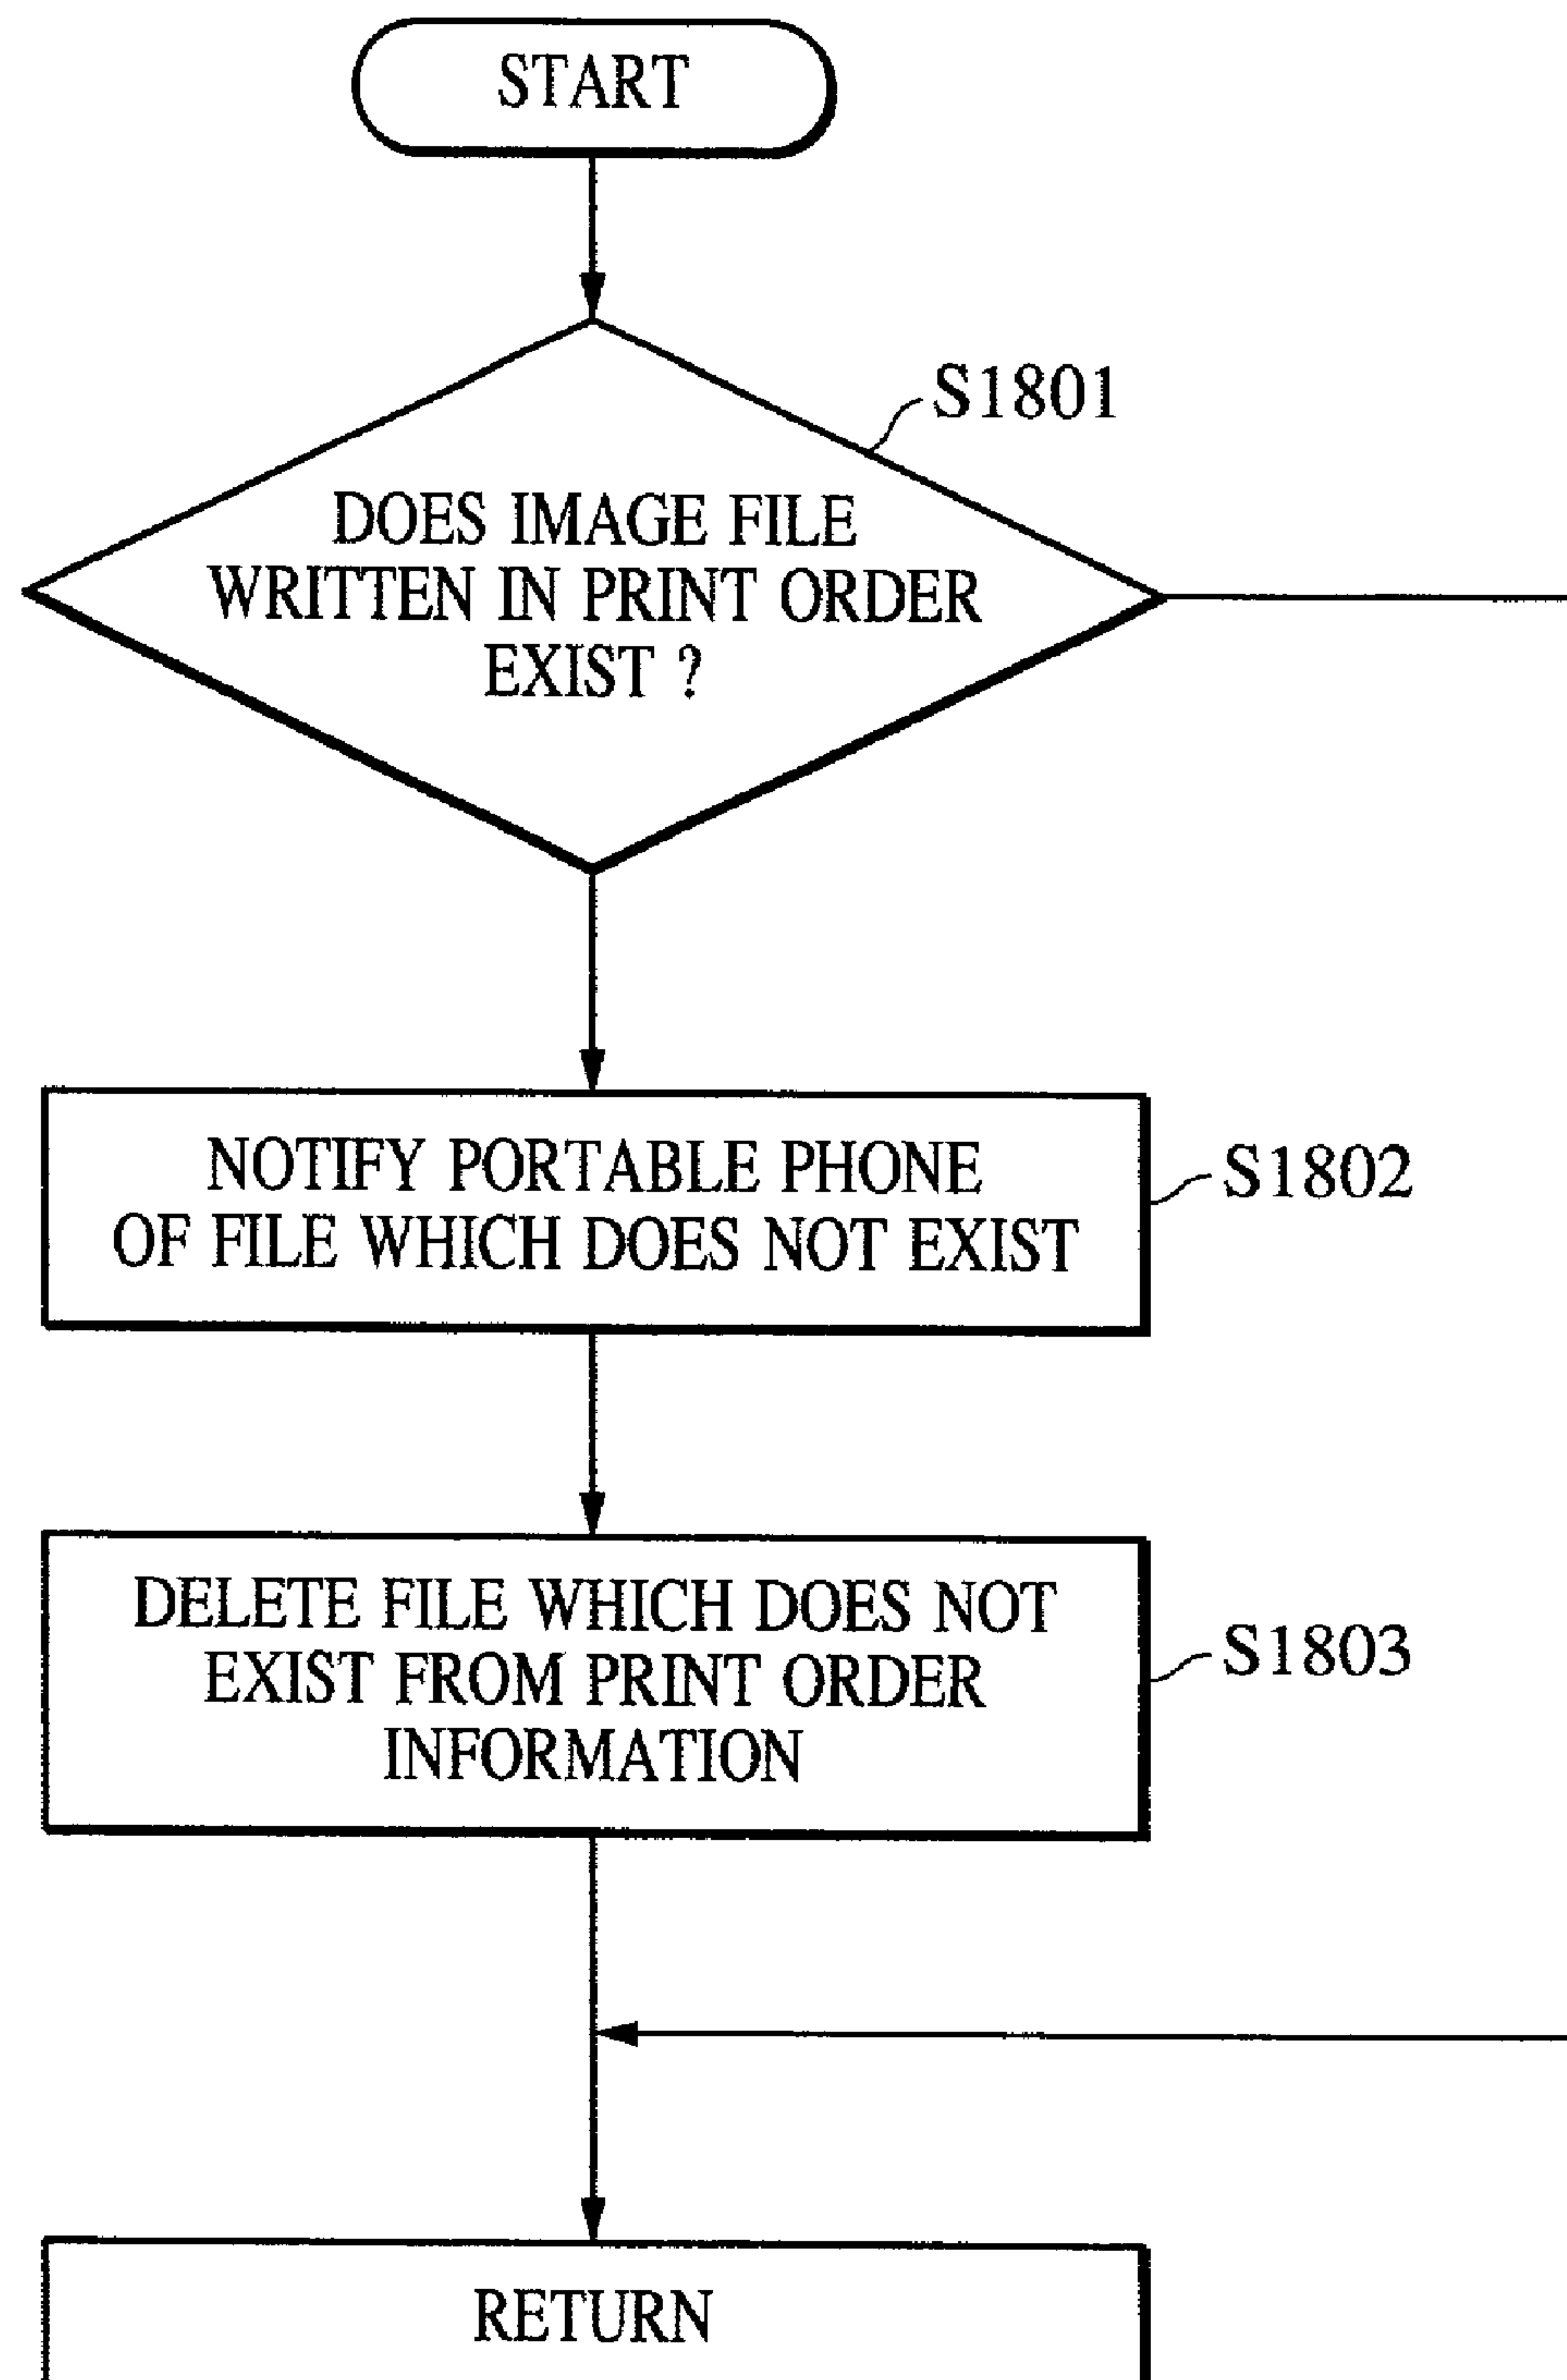 START
S1801
DOES IMAGE FILE
WRITTEN IN PRINT ORDER
EXIST ?
NOTIFY PORTABLE PHONE
OF FILE WHICH DOES NOT EXIST
S1802
DELETE FILE WHICH DOES NOT
EXIST FROM PRINT ORDER
INFORMATION
S1803
RETURN